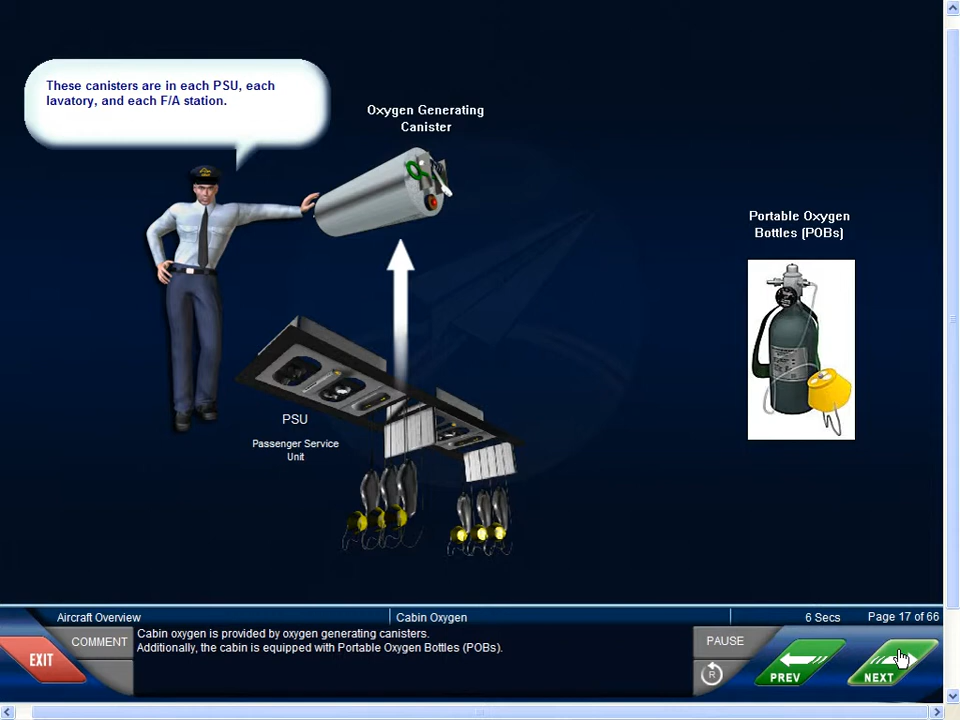 These canisters are in each PSU, each
lavatory, and each F/A station.
Oxygen Generating
Canister
Portable Oxygen
Bottles (POBs)
PSU
Passenger Service
Unit
Aircraft Overview
Cabin Oxygen
6 Secs
Page 17 of 66
EXIT
COMMENT
Cabin oxygen is provided by oxygen generating canisters.
Additionally, the cabin is equipped with Portable Oxygen Bottles (POBs).
PAUSE
R
PREV
NEXT